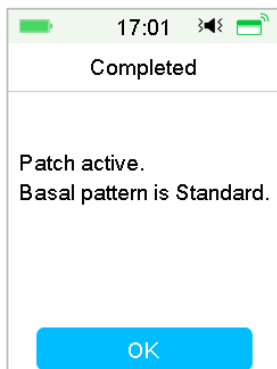 17:01
Completed
Patch active.
Basal pattern is Standard.
OK